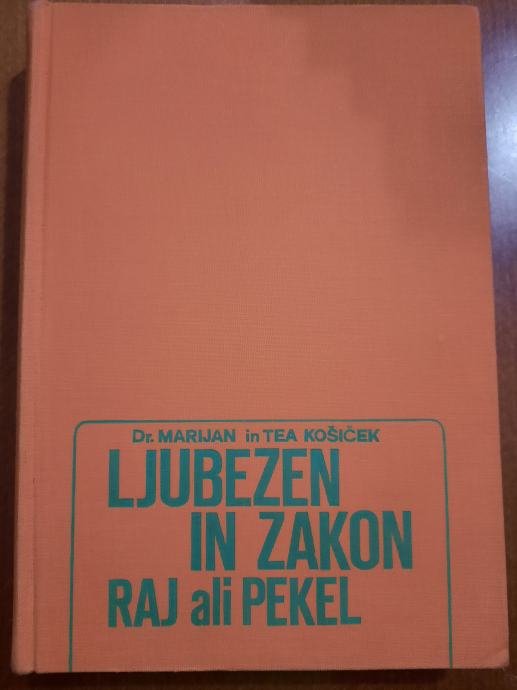 Dr. MARIJAN in TEA KOŠIČEK
LJUBEZEN
IN ZAKON
RAJ ali PEKEL